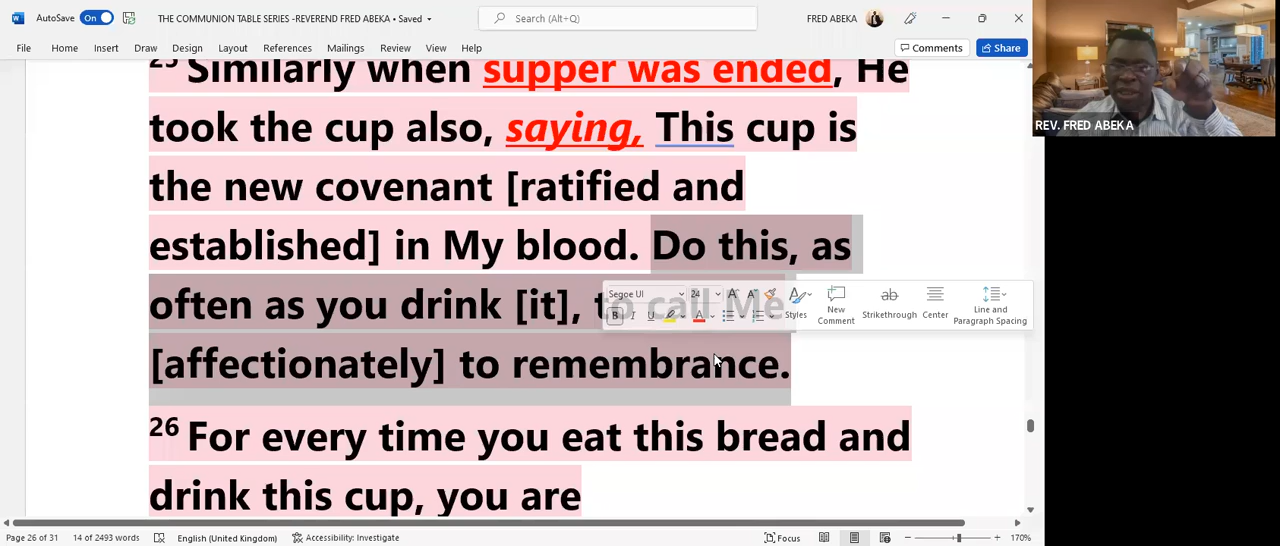 AutoSave On THE COMMUNION TABLE SERIES -REVEREND FRED ABEKA • Saved Search (Alt+Q) FRED ABEKA
File Home Insert Draw Design Layout References Mailings Review View Help Comments Share
REV. FRED ABEKA
25 Similarly when supper was ended, He
took the cup also, saying, This cup is
the new covenant [ratified and
established] in My blood. Do this, as
often as you drink [it], to call Me
Segoe UI 24 A A Styles New Comment ab Strikethrough Center Line and Paragraph Spacing
B I U A
[affectionately] to remembrance.
26 For every time you eat this bread and
drink this cup, you are
Page 26 of 31 14 of 2493 words English (United Kingdom) Accessibility: Investigate Focus 170%